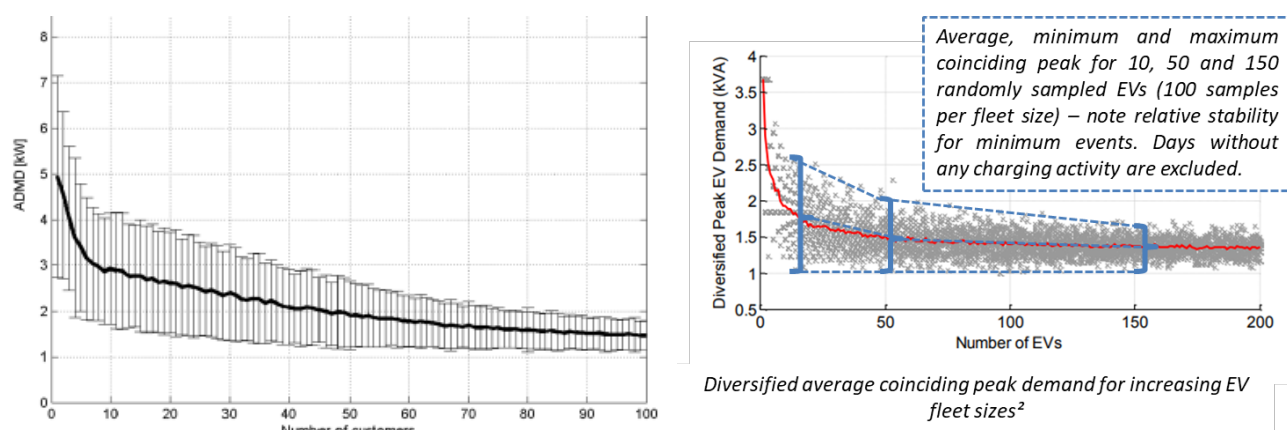 8
7
6
5
4
3
2
1
0
ADMD [kW]
0 10 20 30 40 50 60 70 80 90 100
Number of customers
Average, minimum and maximum
coinciding peak for 10, 50 and 150
randomly sampled EVs (100 samples
per fleet size) – note relative stability
for minimum events. Days without
any charging activity are excluded.
4
3.5
3
2.5
2
1.5
1
0.5
Diversified Peak EV Demand (kVA)
0 50 100 150 200
Number of EVs
Diversified average coinciding peak demand for increasing EV
fleet sizes²